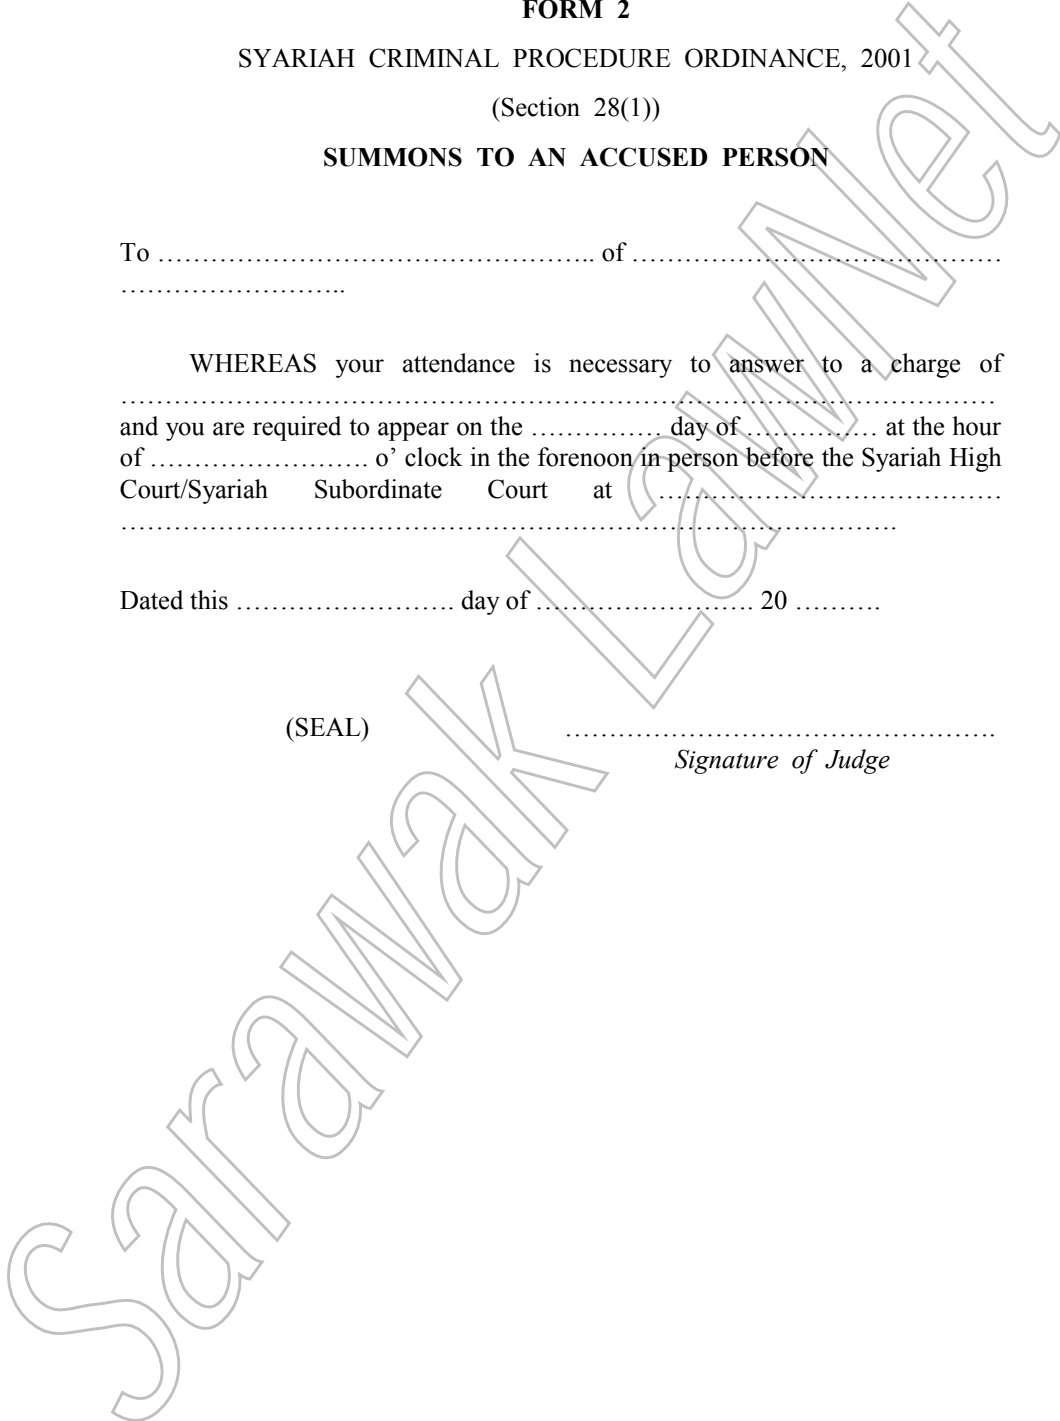 FORM 2
SYARIAH CRIMINAL PROCEDURE ORDINANCE, 2001
(Section 28(1))
SUMMONS TO AN ACCUSED PERSON
To ………………………………………….. of ……………………………………
……………………..
WHEREAS your attendance is necessary to answer to a charge of
………………………………………………………………………………………
and you are required to appear on the …………… day of …………… at the hour
of ……………………. o’ clock in the forenoon in person before the Syariah High
Court/Syariah Subordinate Court at …………………………………
…………………………………………………………………………….
Dated this ……………………. day of ……………………. 20 ……….
(SEAL) ………………………………………….
Signature of Judge
Sarawak LawNet